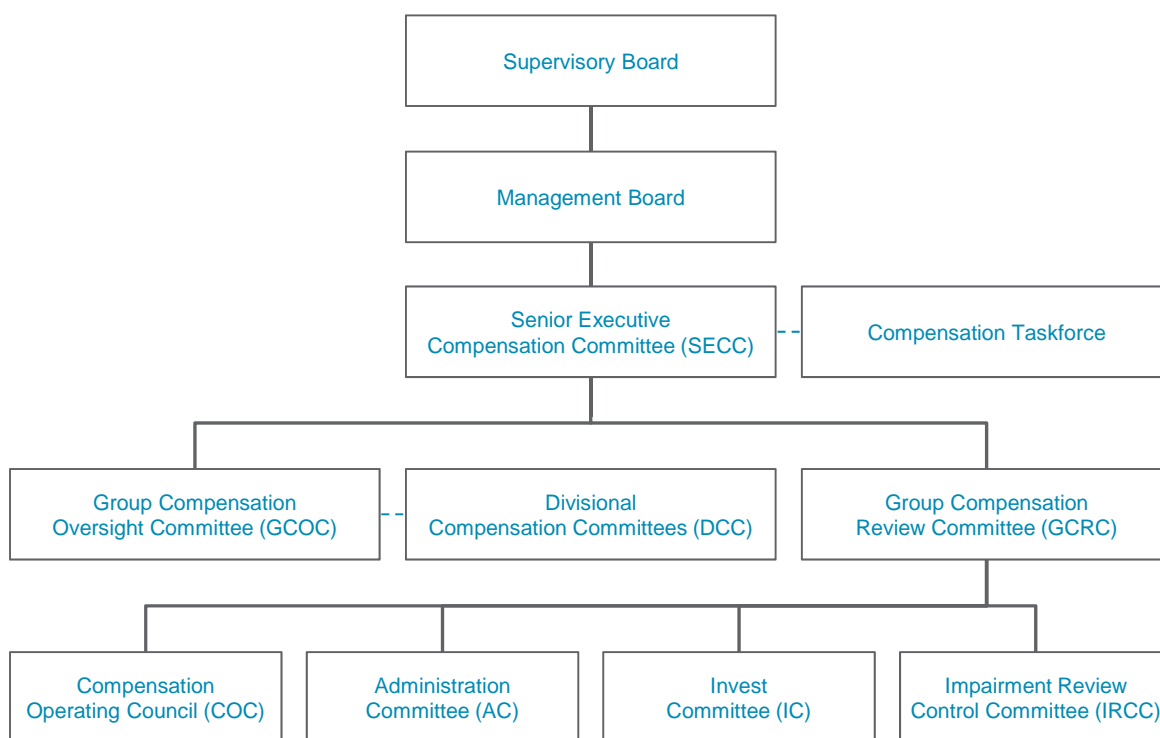 Supervisory Board
Management Board
Senior Executive
Compensation Committee (SECC)
Compensation Taskforce
Group Compensation
Oversight Committee (GCOC)
Divisional
Compensation Committees (DCC)
Group Compensation
Review Committee (GCRC)
Compensation
Operating Council (COC)
Administration
Committee (AC)
Invest
Committee (IC)
Impairment Review
Control Committee (IRCC)